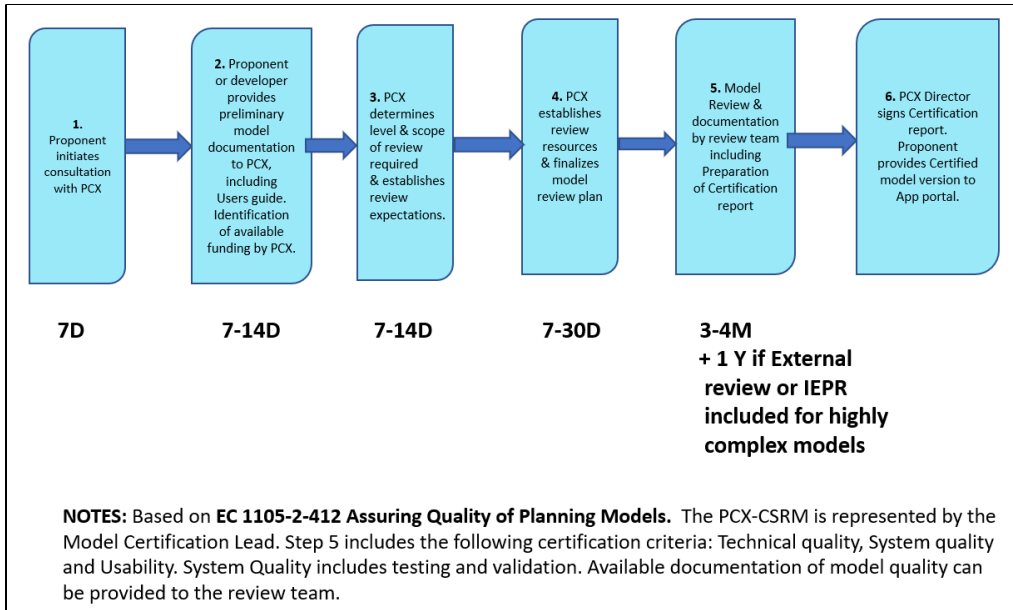 1.
Proponent
initiates
consultation
with PCX
2. Proponent
or developer
provides
preliminary
model
documentation
to PCX,
including
Users guide.
Identification
of available
funding by PCX.
3. PCX
determines
level & scope
of review
required
& establishes
review
expectations.
4. PCX
establishes
review
resources
& finalizes
model
review plan
5. Model
Review &
documentation
by review team
including
Preparation
of Certification
report
6. PCX Director
signs Certification
report.
Proponent
provides Certified
model version to
App portal.
7D
7-14D
7-14D
7-30D
3-4M
+ 1 Y if External
review or IEPR
included for highly
complex models
NOTES: Based on EC 1105-2-412 Assuring Quality of Planning Models. The PCX-CSRM is represented by the
Model Certification Lead. Step 5 includes the following certification criteria: Technical quality, System quality
and Usability. System Quality includes testing and validation. Available documentation of model quality can
be provided to the review team.